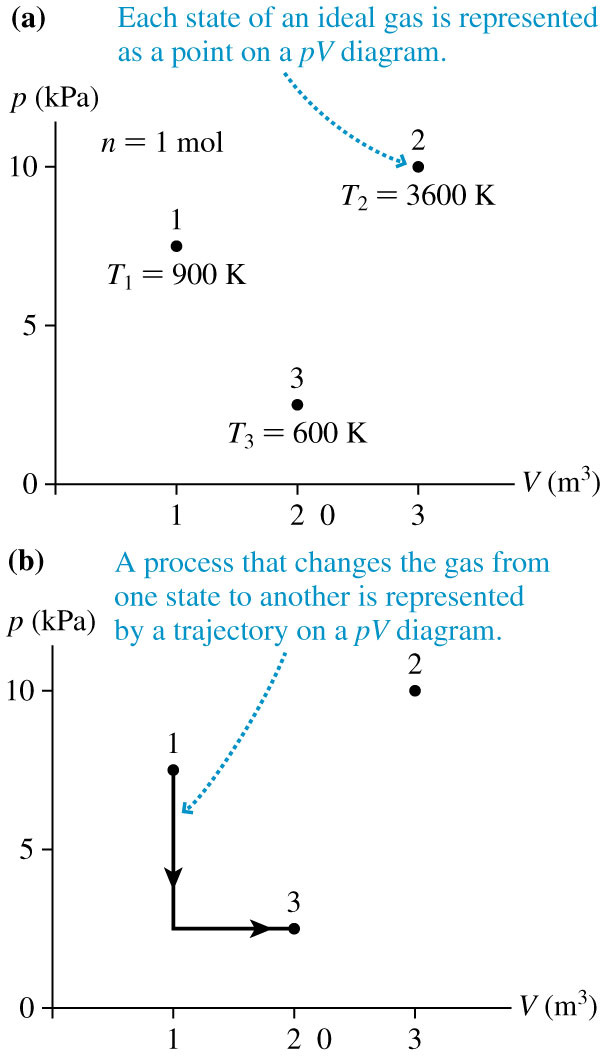 (a) Each state of an ideal gas is represented
as a point on a pV diagram.
p (kPa)
n = 1 mol
2
10
T₂ = 3600 K
1
T₁ = 900 K
5
3
T₃ = 600 K
0
V (m³)
1 2 0 3
(b) A process that changes the gas from
one state to another is represented
p (kPa)
by a trajectory on a pV diagram.
2
10
1
5
3
0
V (m³)
1 2 0 3